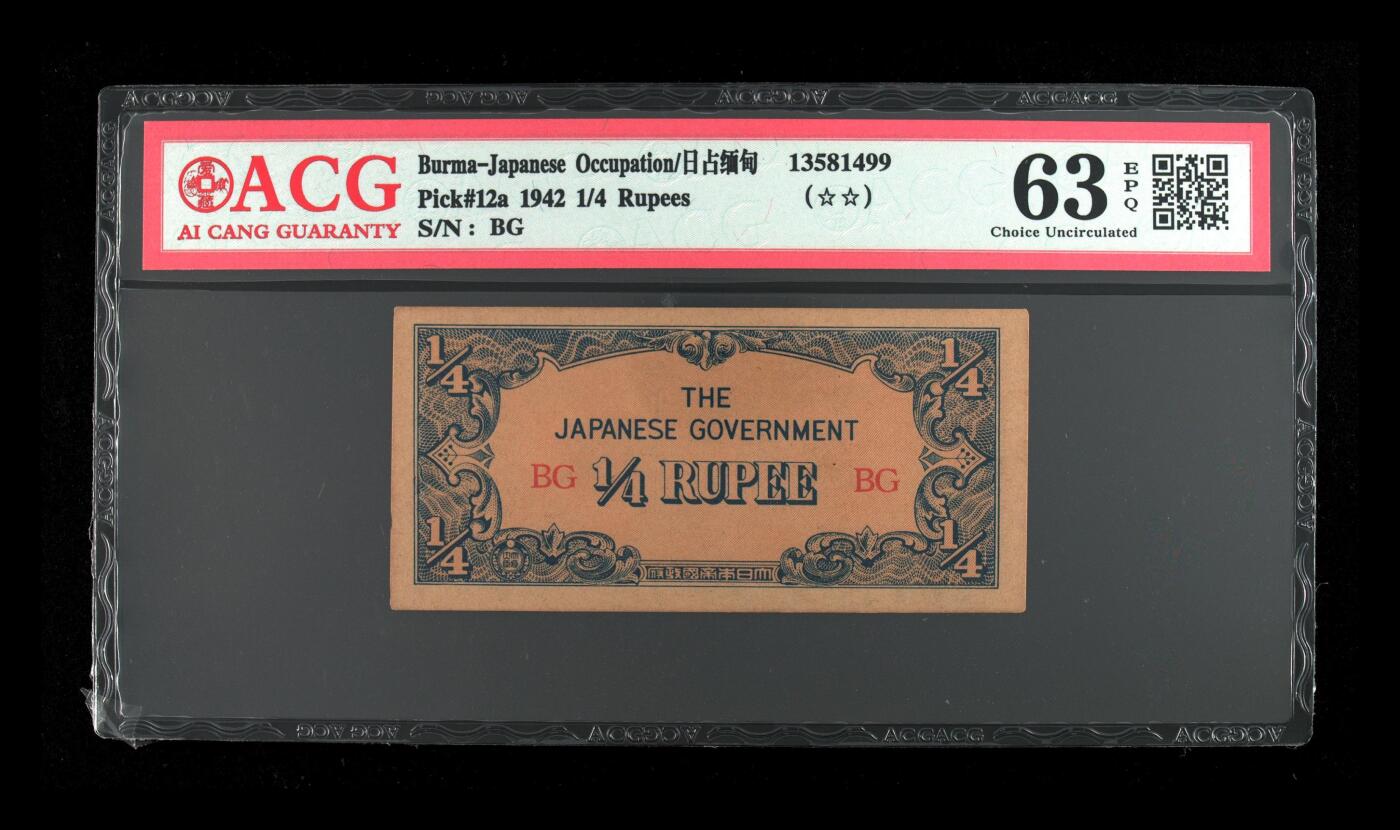 ACG
AI CANG GUARANTY
Burma-Japanese Occupation/日占缅甸 13581499
Pick#12a 1942 1/4 Rupees (☆☆)
S/N: BG
63
EPQ
Choice Uncirculated
1/4 1/4
THE
JAPANESE GOVERNMENT
BG 1/4 RUPEE BG
1/4 1/4
府政國帝本日大